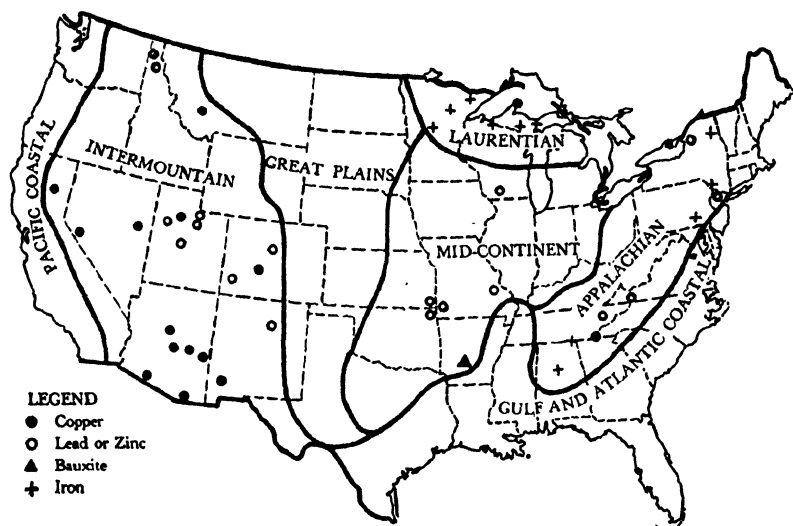 LAURENTIAN
INTERMOUNTAIN
GREAT PLAINS
PACIFIC COASTAL
MID-CONTINENT
APPALACHIAN
GULF AND ATLANTIC COASTAL
LEGEND
Copper
Lead or Zinc
Bauxite
Iron